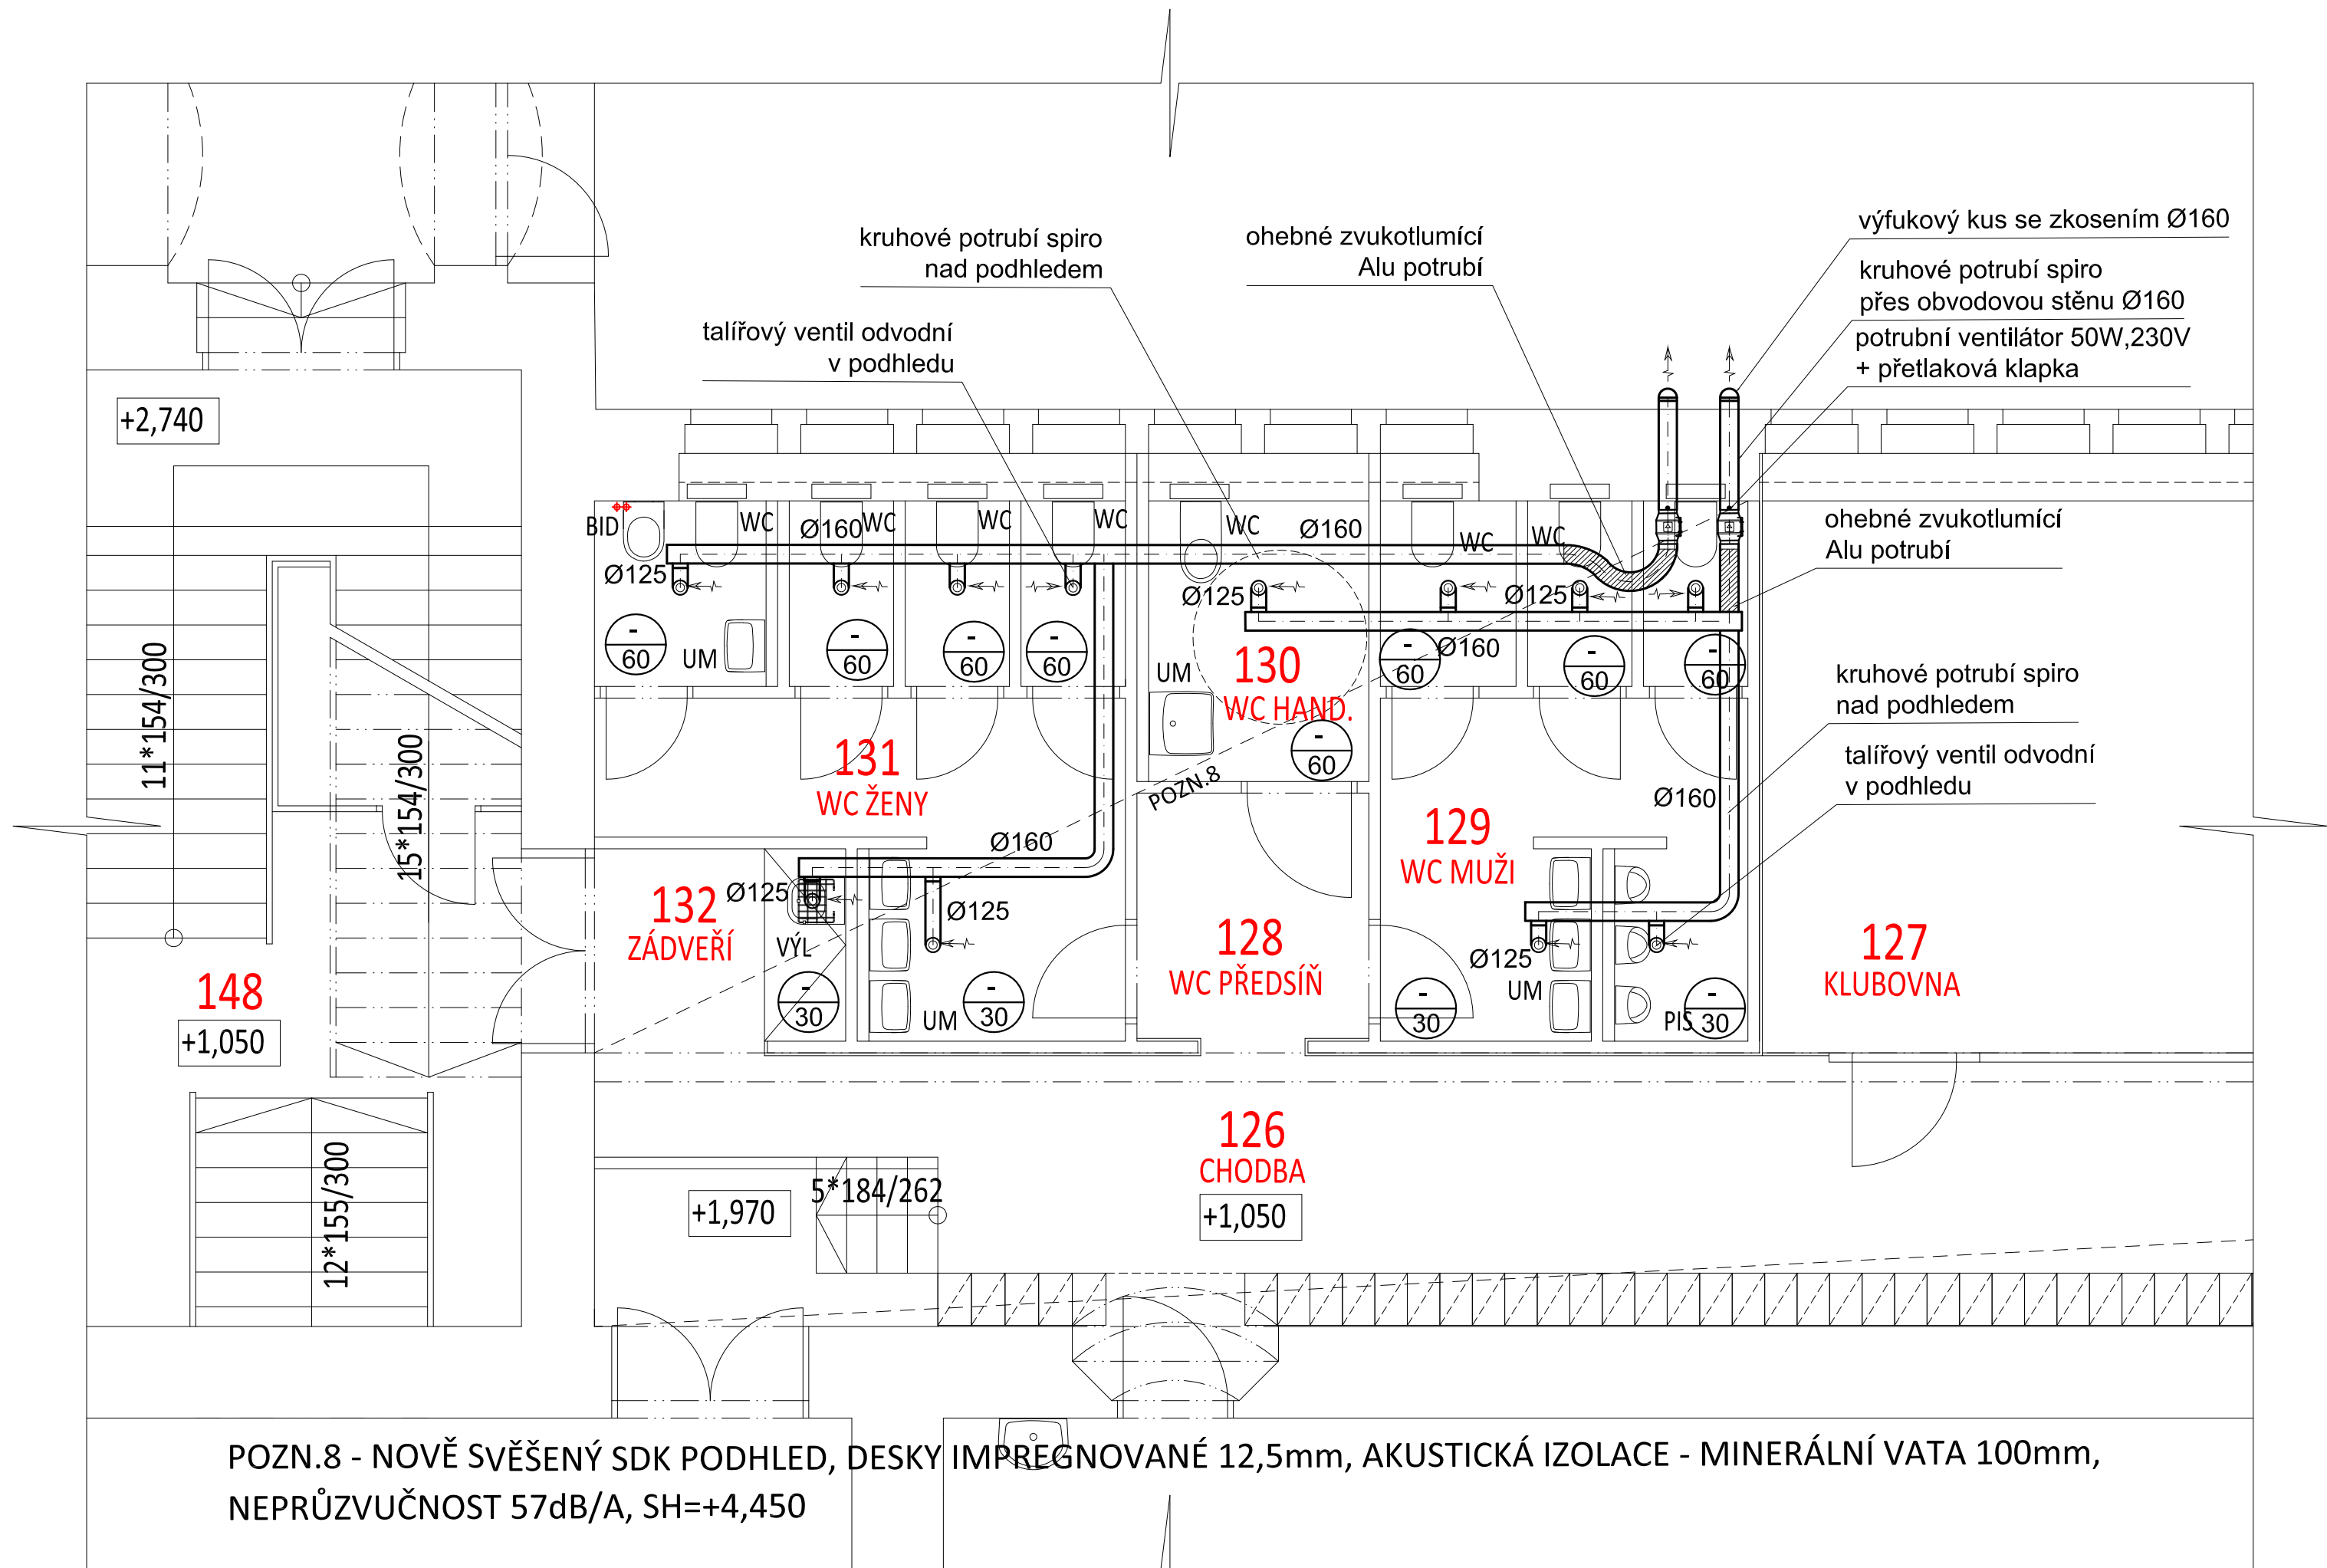 výfukový kus se zkosením Ø160
kruhové potrubí spiro
nad podhledem
ohebné zvukotlumící
Alu potrubí
kruhové potrubí spiro
přes obvodovou stěnu Ø160
talířový ventil odvodní
v podhledu
potrubní ventilátor 50W,230V
+ přetlaková klapka
+2,740
BID
WC
Ø160
WC
WC
WC
WC
Ø160
WC
WC
ohebné zvukotlumící
Alu potrubí
Ø125
Ø125
Ø125
-
60
UM
-
60
-
60
-
60
UM
130
WC HAND.
-
60
Ø160
-
60
-
60
kruhové potrubí spiro
nad podhledem
11*154/300
15*154/300
131
WC ŽENY
-
60
POZN.8
Ø160
talířový ventil odvodní
v podhledu
129
WC MUŽI
Ø160
132
ZÁDVEŘÍ
Ø125
Ø125
VÝL
128
WC PŘEDSÍŇ
Ø125
UM
127
KLUBOVNA
148
+1,050
-
30
UM
-
30
-
30
PIS
-
30
126
CHODBA
+1,050
12*155/300
+1,970
5*184/262
POZN.8 - NOVĚ SVĚŠENÝ SDK PODHLED, DESKY IMPREGNOVANÉ 12,5mm, AKUSTICKÁ IZOLACE - MINERÁLNÍ VATA 100mm,
NEPRŮZVUČNOST 57dB/A, SH=+4,450